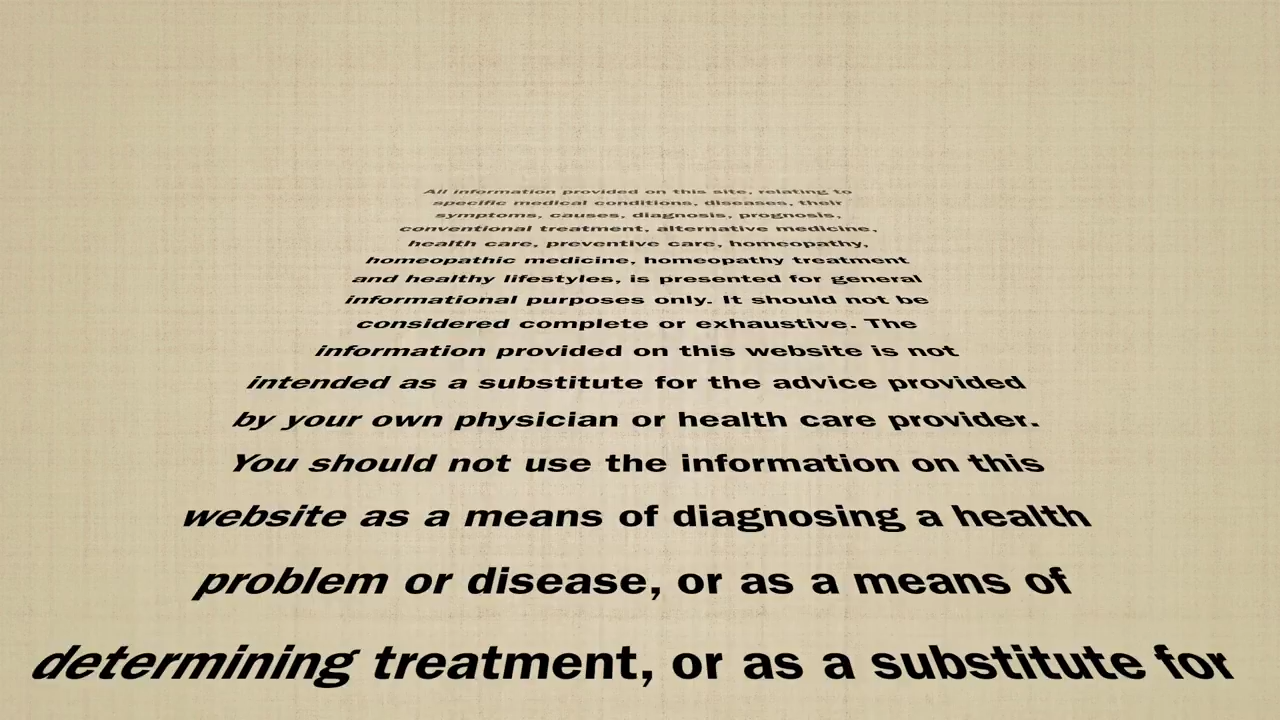 All information provided on this site, relating to
specific medical conditions, diseases, their
symptoms, causes, diagnosis, prognosis,
conventional treatment, alternative medicine,
health care, preventive care, homeopathy,
homeopathic medicine, homeopathy treatment
and healthy lifestyles, is presented for general
informational purposes only. It should not be
considered complete or exhaustive. The
information provided on this website is not
intended as a substitute for the advice provided
by your own physician or health care provider.
You should not use the information on this
website as a means of diagnosing a health
problem or disease, or as a means of
determining treatment, or as a substitute for